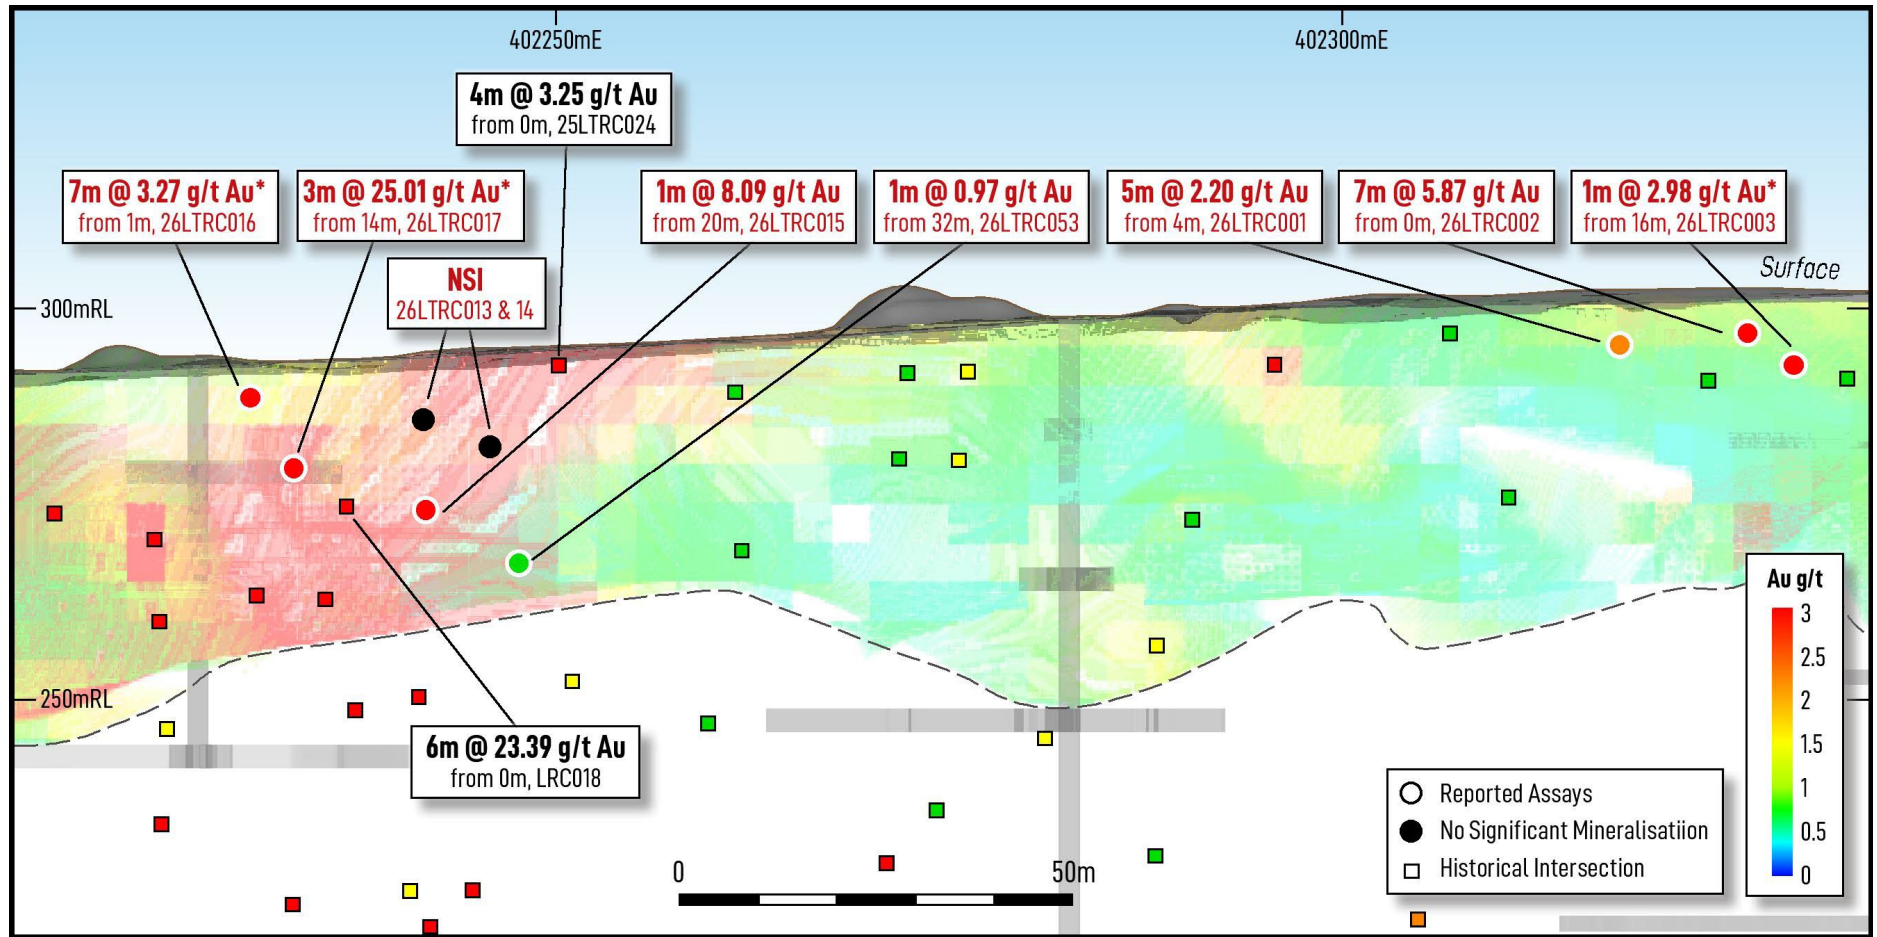 402250mE
402300mE
4m @ 3.25 g/t Au
from 0m, 25LTRC024
7m @ 3.27 g/t Au*
from 1m, 26LTRC016
3m @ 25.01 g/t Au*
from 14m, 26LTRC017
1m @ 8.09 g/t Au
from 20m, 26LTRC015
1m @ 0.97 g/t Au
from 32m, 26LTRC053
5m @ 2.20 g/t Au
from 4m, 26LTRC001
7m @ 5.87 g/t Au
from 0m, 26LTRC002
1m @ 2.98 g/t Au*
from 16m, 26LTRC003
NSI
26LTRC013 & 14
Surface
300mRL
250mRL
6m @ 23.39 g/t Au
from 0m, LRC018
0
50m
Reported Assays
No Significant Mineralisatiion
Historical Intersection
Au g/t
3
2.5
2
1.5
1
0.5
0